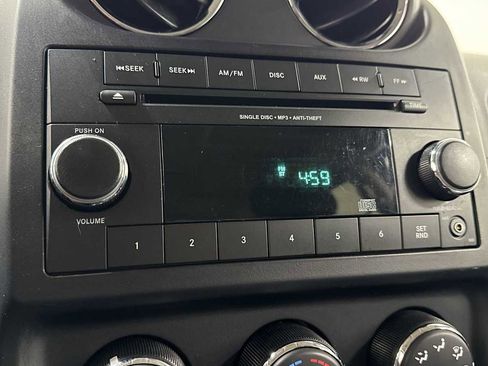 ⏮SEEK SEEK⏭ AM/FM DISC AUX ◀◀ RW FF ▶▶
TIME
SINGLE DISC • MP3 • ANTI-THEFT
PUSH ON
4:59
VOLUME
1 2 3 4 5 6 SET
RND